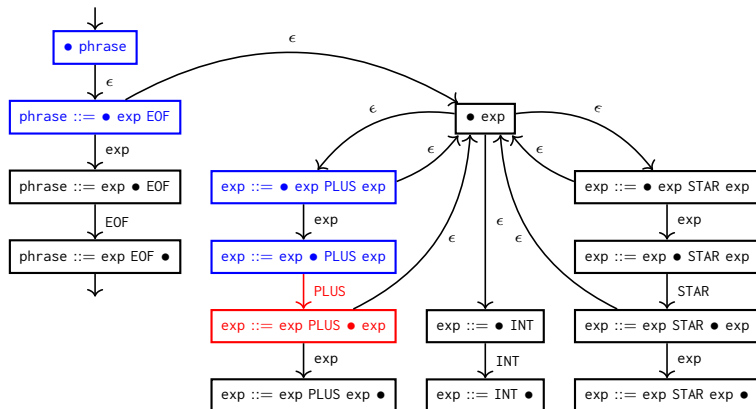 ● phrase
ϵ
ϵ
phrase ::= ● exp EOF
ϵ
● exp
ϵ
exp
ϵ
ϵ
phrase ::= exp ● EOF
exp ::= ● exp PLUS exp
exp ::= ● exp STAR exp
EOF
exp
ϵ
ϵ
ϵ
exp
phrase ::= exp EOF ●
exp ::= exp ● PLUS exp
exp ::= exp ● STAR exp
PLUS
STAR
exp ::= exp PLUS ● exp
exp ::= ● INT
exp ::= exp STAR ● exp
exp
INT
exp
exp ::= exp PLUS exp ●
exp ::= INT ●
exp ::= exp STAR exp ●